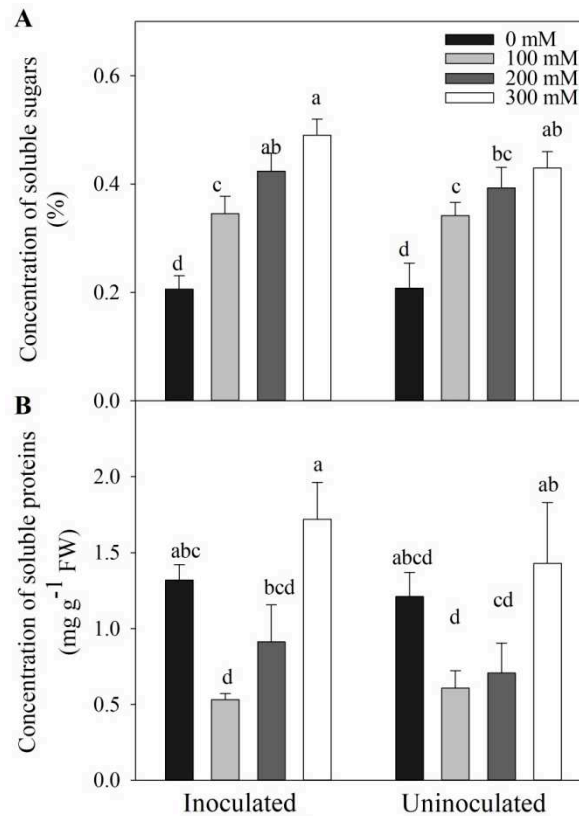 A
0 mM
100 mM
200 mM
300 mM
Concentration of soluble sugars
(%)
0.6
0.4
0.2
0.0
d
c
ab
a
d
c
bc
ab
B
Concentration of soluble proteins
(mg g-1 FW)
2.0
1.5
1.0
0.5
0.0
abc
d
bcd
a
abcd
d
cd
ab
Inoculated
Uninoculated